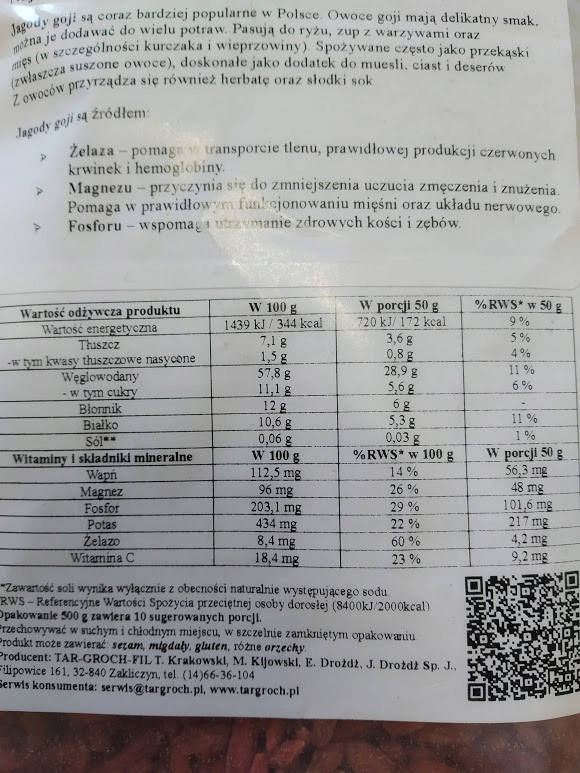 Jagody goji są coraz bardziej popularne w Polsce. Owoce goji mają delikatny smak,
można je dodawać do wielu potraw. Pasują do ryżu, zup z warzywami oraz
mięs (w szczególności kurczaka i wieprzowiny). Spożywane często jako przekąski
(zwłaszcza suszone owoce), doskonałe jako dodatek do muesli, ciast i deserów
Z owoców przyrządza się również herbatę oraz słodki sok
Jagody goji są źródłem:
➢ Żelaza – pomaga w transporcie tlenu, prawidłowej produkcji czerwonych
krwinek i hemoglobiny.
➢ Magnezu – przyczynia się do zmniejszenia uczucia zmęczenia i znużenia.
Pomaga w prawidłowym funkcjonowaniu mięśni oraz układu nerwowego.
➢ Fosforu – wspomaga utrzymanie zdrowych kości i zębów.
Wartość odżywcza produktu W 100 g W porcji 50 g %RWS* w 50 g
Wartość energetyczna 1439 kJ / 344 kcal 720 kJ/ 172 kcal 9 %
Tłuszcz 7,1 g 3,6 g 5 %
-w tym kwasy tłuszczowe nasycone 1,5 g 0,8 g 4 %
Węglowodany 57,8 g 28,9 g 11 %
- w tym cukry 11,1 g 5,6 g 6 %
Błonnik 12 g 6 g -
Białko 10,6 g 5,3 g 11 %
Sól** 0,06 g 0,03 g 1 %
Witaminy i składniki mineralne W 100 g %RWS* w 100 g W porcji 50 g
Wapń 112,5 mg 14 % 56,3 mg
Magnez 96 mg 26 % 48 mg
Fosfor 203,1 mg 29 % 101,6 mg
Potas 434 mg 22 % 217 mg
Żelazo 8,4 mg 60 % 4,2 mg
Witamina C 18,4 mg 23 % 9,2 mg
**Zawartość soli wynika wyłącznie z obecności naturalnie występującego sodu.
RWS – Referencyjne Wartości Spożycia przeciętnej osoby dorosłej (8400kJ/2000kcal)
Opakowanie 500 g zawiera 10 sugerowanych porcji.
Przechowywać w suchym i chłodnym miejscu, w szczelnie zamkniętym opakowaniu.
Produkt może zawierać: sezam, migdały, gluten, różne orzechy.
Producent: TAR-GROCH-FIL T. Krakowski, M. Kijowski, E. Drożdż, J. Drożdż Sp. J.,
Filipowice 161, 32-840 Zakliczyn, tel. (14)66-36-104
Serwis konsumenta: serwis@targroch.pl, www.targroch.pl